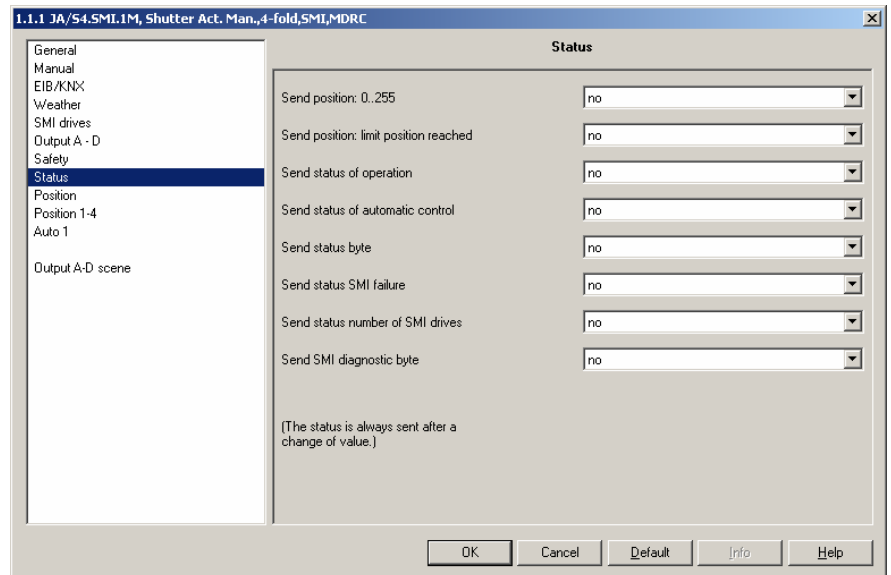 1.1.1 JA/S4.SMI.1M, Shutter Act. Man.,4-fold,SMI,MDRC
General
Manual
EIB/KNX
Weather
SMI drives
Output A - D
Safety
Status
Position
Position 1-4
Auto 1
Output A-D scene
Status
Send position: 0..255 no
Send position: limit position reached no
Send status of operation no
Send status of automatic control no
Send status byte no
Send status SMI failure no
Send status number of SMI drives no
Send SMI diagnostic byte no
(The status is always sent after a
change of value.)
OK Cancel Default Info Help